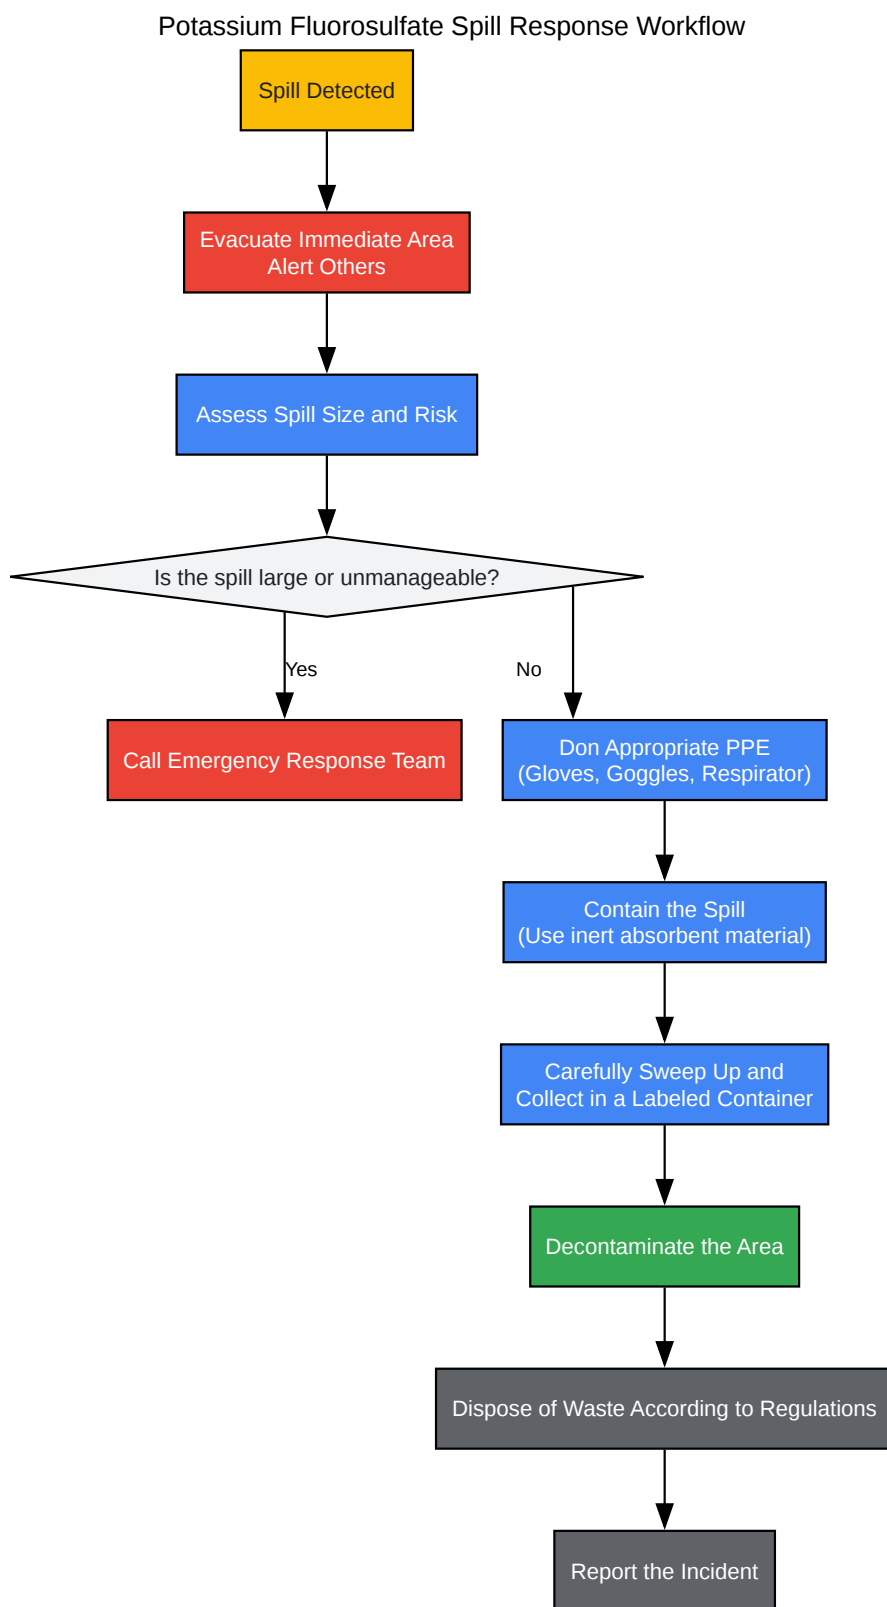 Potassium Fluorosulfate Spill Response Workflow
Spill Detected
Evacuate Immediate Area
Alert Others
Assess Spill Size and Risk
Is the spill large or unmanageable?
Yes
No
Call Emergency Response Team
Don Appropriate PPE
(Gloves, Goggles, Respirator)
Contain the Spill
(Use inert absorbent material)
Carefully Sweep Up and
Collect in a Labeled Container
Decontaminate the Area
Dispose of Waste According to Regulations
Report the Incident